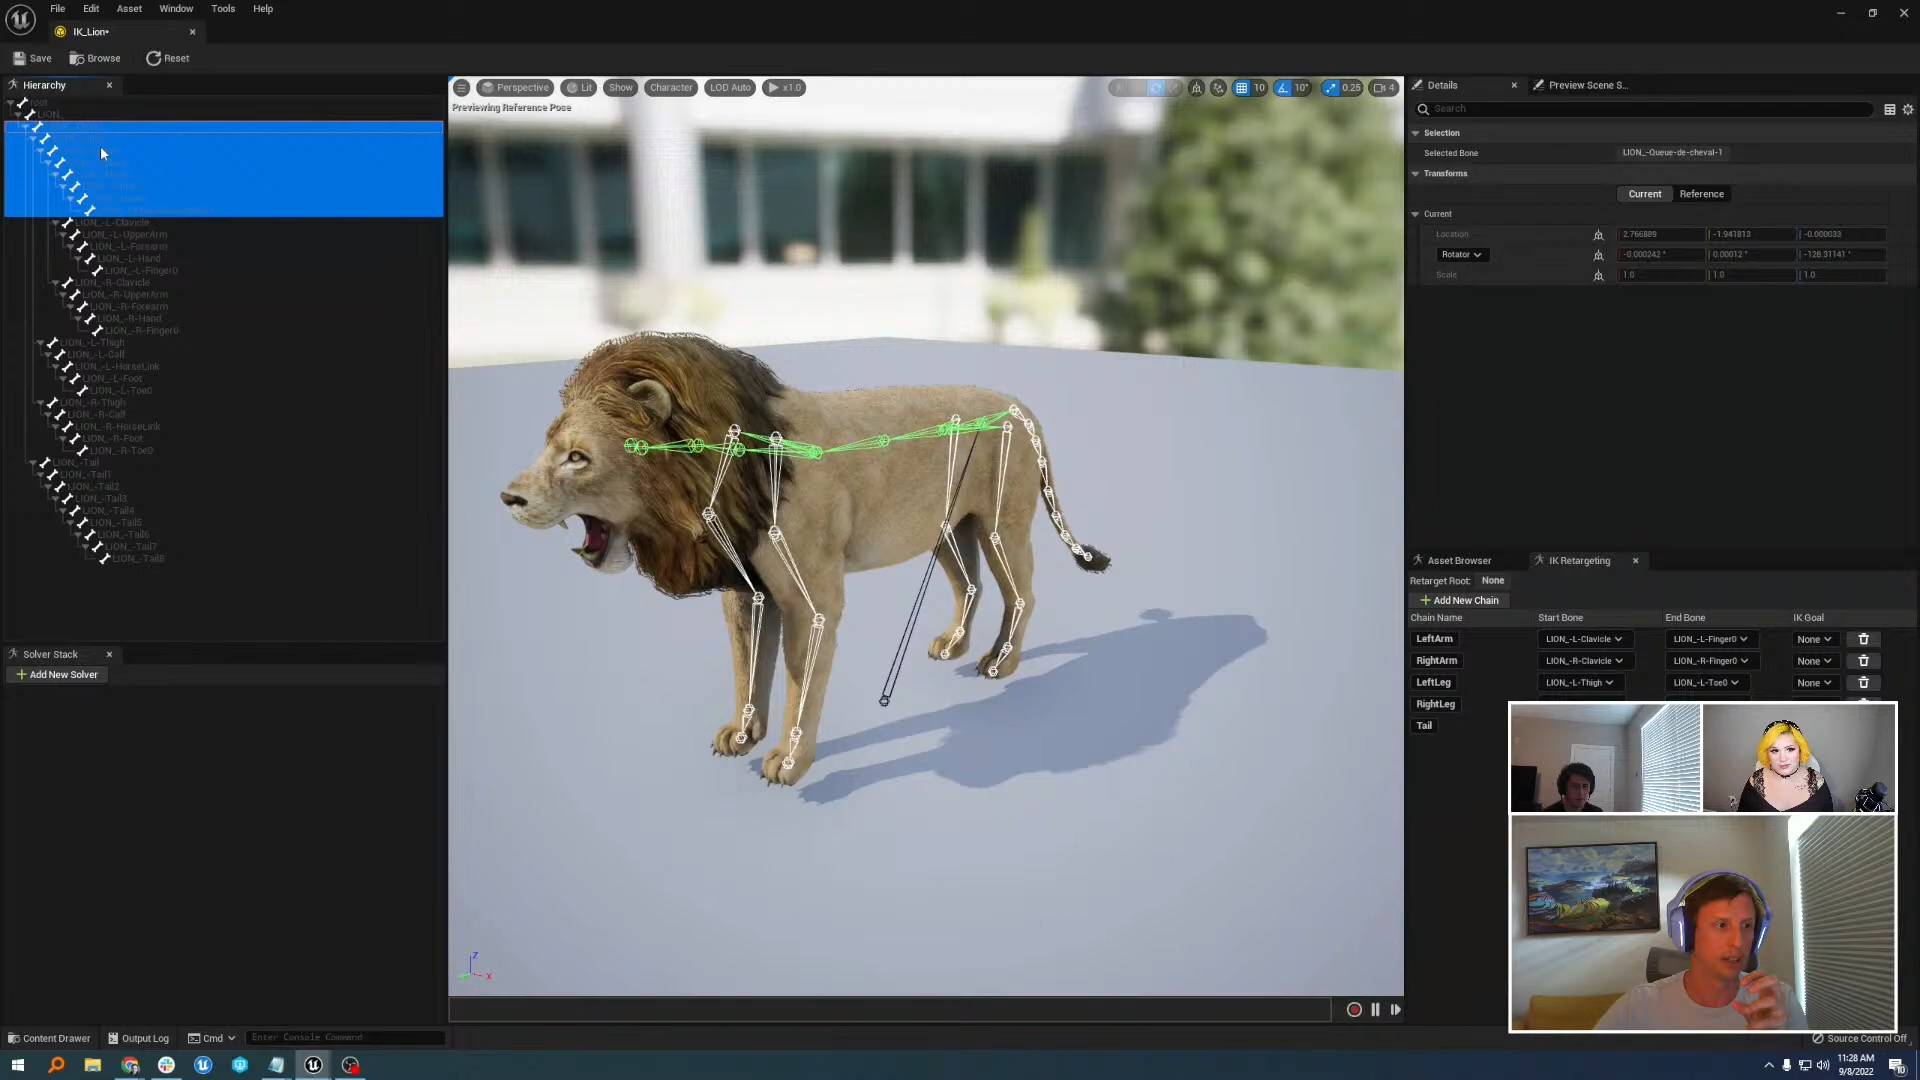 File Edit Asset Window Tools Help
IK_Lion•
Save Browse Reset
Hierarchy
root
LION_
LION_-L-Clavicle
LION_-L-UpperArm
LION_-L-Forearm
LION_-L-Hand
LION_-L-Finger0
LION_-R-Clavicle
LION_-R-UpperArm
LION_-R-Forearm
LION_-R-Hand
LION_-R-Finger0
LION_-L-Thigh
LION_-L-Calf
LION_-L-HorseLink
LION_-L-Foot
LION_-L-Toe0
LION_-R-Thigh
LION_-R-Calf
LION_-R-HorseLink
LION_-R-Foot
LION_-R-Toe0
LION_-Tail
LION_-Tail1
LION_-Tail2
LION_-Tail3
LION_-Tail4
LION_-Tail5
LION_-Tail6
LION_-Tail7
LION_-Tail8
Solver Stack
+ Add New Solver
Perspective Lit Show Character LOD Auto x1.0 10 10° 0.25 4
Previewing Reference Pose
Z
X
Details Preview Scene S...
Search
Selection
Selected Bone LION_-Queue-de-cheval-1
Transforms
Current Reference
Current
Location 2.766889 -1.941813 -0.000033
Rotator -0.000242 ° 0.00012 ° -128.31141 °
Scale 1.0 1.0 1.0
Asset Browser IK Retargeting
Retarget Root: None
+ Add New Chain
Chain Name Start Bone End Bone IK Goal
LeftArm LION_-L-Clavicle LION_-L-Finger0 None
RightArm LION_-R-Clavicle LION_-R-Finger0 None
LeftLeg LION_-L-Thigh LION_-L-Toe0 None
RightLeg
Tail
Content Drawer Output Log Cmd Enter Console Command
Source Control Off
11:28 AM
9/8/2022
10